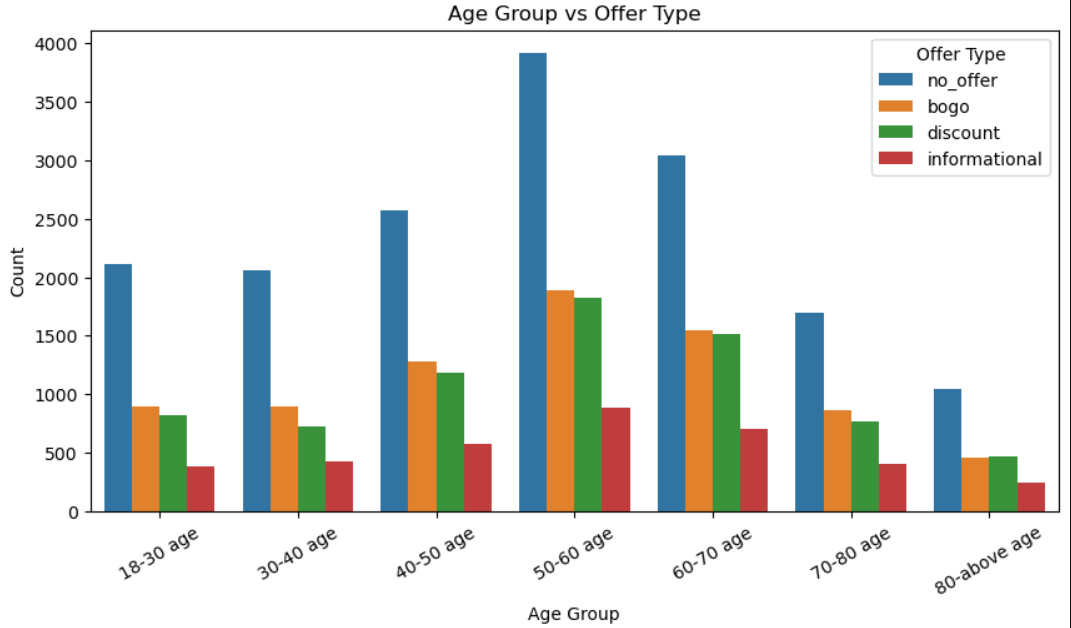 Age Group vs Offer Type
Offer Type
no_offer
bogo
discount
informational
Count
4000
3500
3000
2500
2000
1500
1000
500
0
18-30 age
30-40 age
40-50 age
50-60 age
60-70 age
70-80 age
80-above age
Age Group